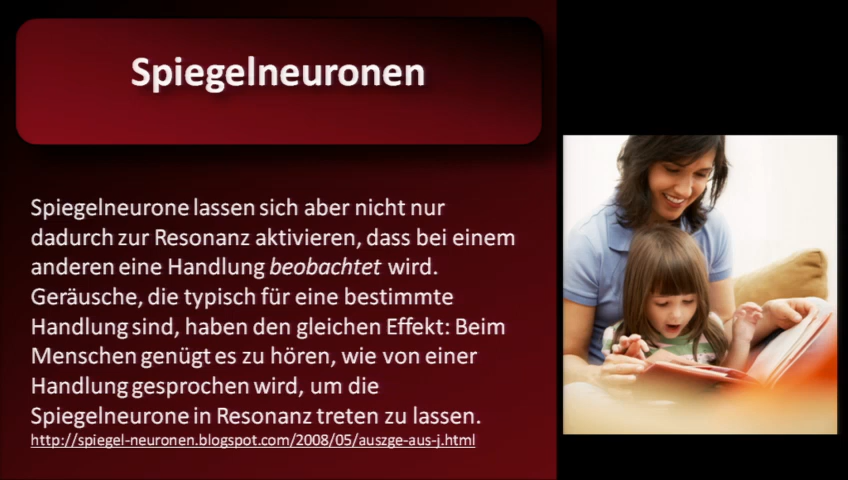 Spiegelneuronen
Spiegelneurone lassen sich aber nicht nur
dadurch zur Resonanz aktivieren, dass bei einem
anderen eine Handlung beobachtet wird.
Geräusche, die typisch für eine bestimmte
Handlung sind, haben den gleichen Effekt: Beim
Menschen genügt es zu hören, wie von einer
Handlung gesprochen wird, um die
Spiegelneurone in Resonanz treten zu lassen.
http://spiegel-neuronen.blogspot.com/2008/05/auszge-aus-j.html